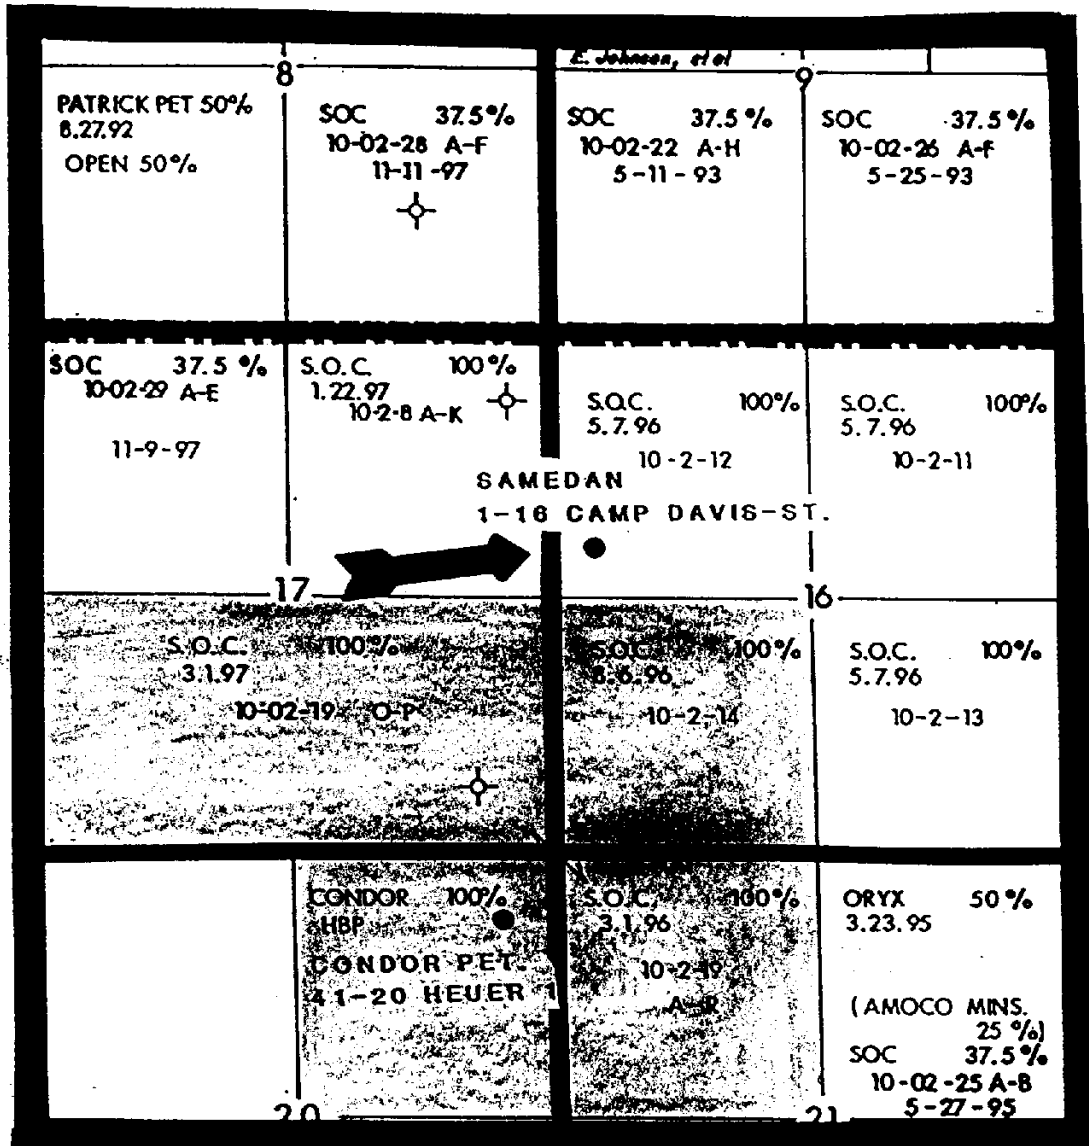 E. Johnson, et al
8
9
PATRICK PET 50%
8.27.92
OPEN 50%
SOC 37.5%
10-02-28 A-F
11-11-97
SOC 37.5%
10-02-22 A-H
5-11-93
SOC 37.5%
10-02-26 A-F
5-25-93
SOC 37.5%
10-02-29 A-E
11-9-97
S.O.C. 100%
1.22.97
10-2-8 A-K
S.O.C. 100%
5.7.96
10-2-12
S.O.C. 100%
5.7.96
10-2-11
SAMEDAN
1-16 CAMP DAVIS-ST.
17
16
S.O.C. 100%
3.1.97
10-02-19 O-P
S.O.C. 100%
10-2-14
S.O.C. 100%
5.7.96
10-2-13
CONDOR 100%
HBP
CONDOR PET.
41-20 HEUER 1
S.O.C. 100%
3.1.96
10-2-19
ORYX 50%
3.23.95
(AMOCO MINS.
25%)
SOC 37.5%
10-02-25 A-B
5-27-95
20
21